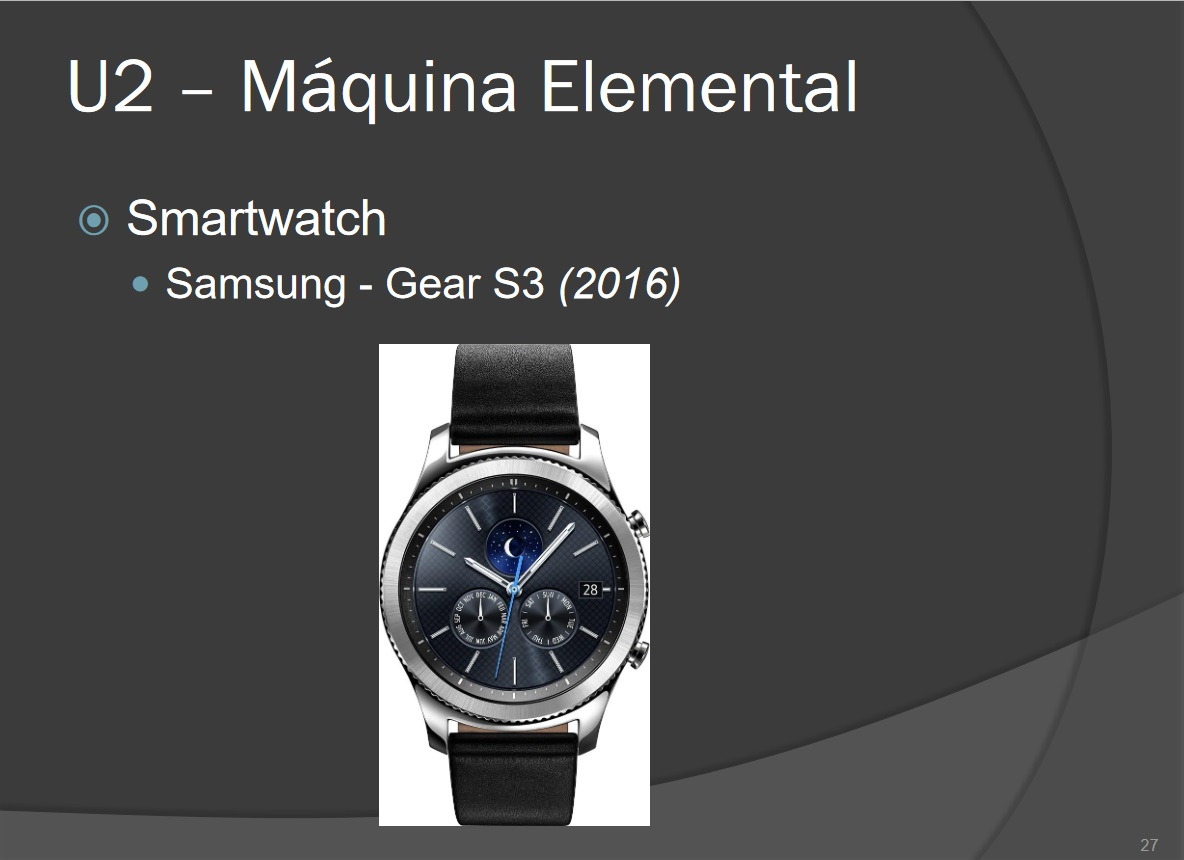 U2 – Máquina Elemental
Smartwatch
Samsung - Gear S3 (2016)
28
27